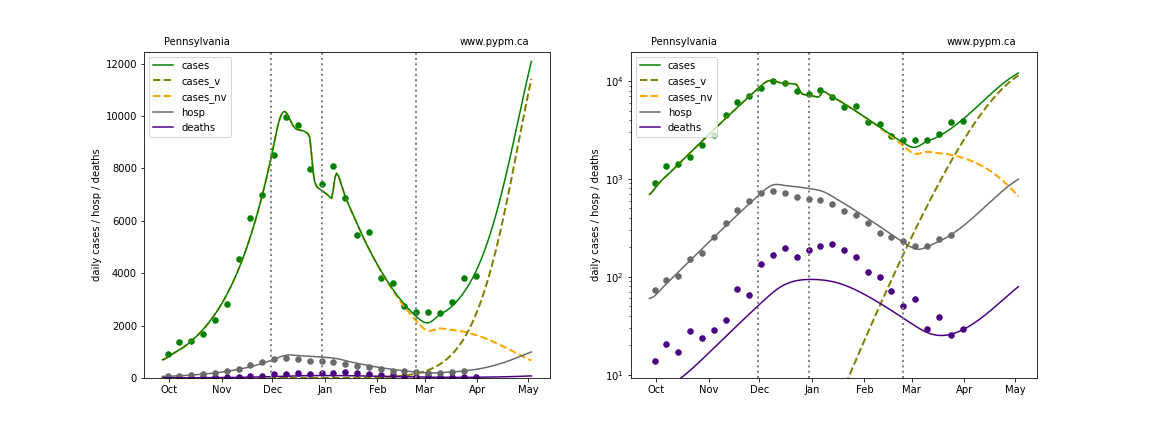 Pennsylvania www.pypm.ca
cases
cases_v
cases_nv
hosp
deaths
daily cases / hosp / deaths
12000
10000
8000
6000
4000
2000
0
Oct Nov Dec Jan Feb Mar Apr May
Pennsylvania www.pypm.ca
cases
cases_v
cases_nv
hosp
deaths
daily cases / hosp / deaths
10⁴
10³
10²
10¹
Oct Nov Dec Jan Feb Mar Apr May